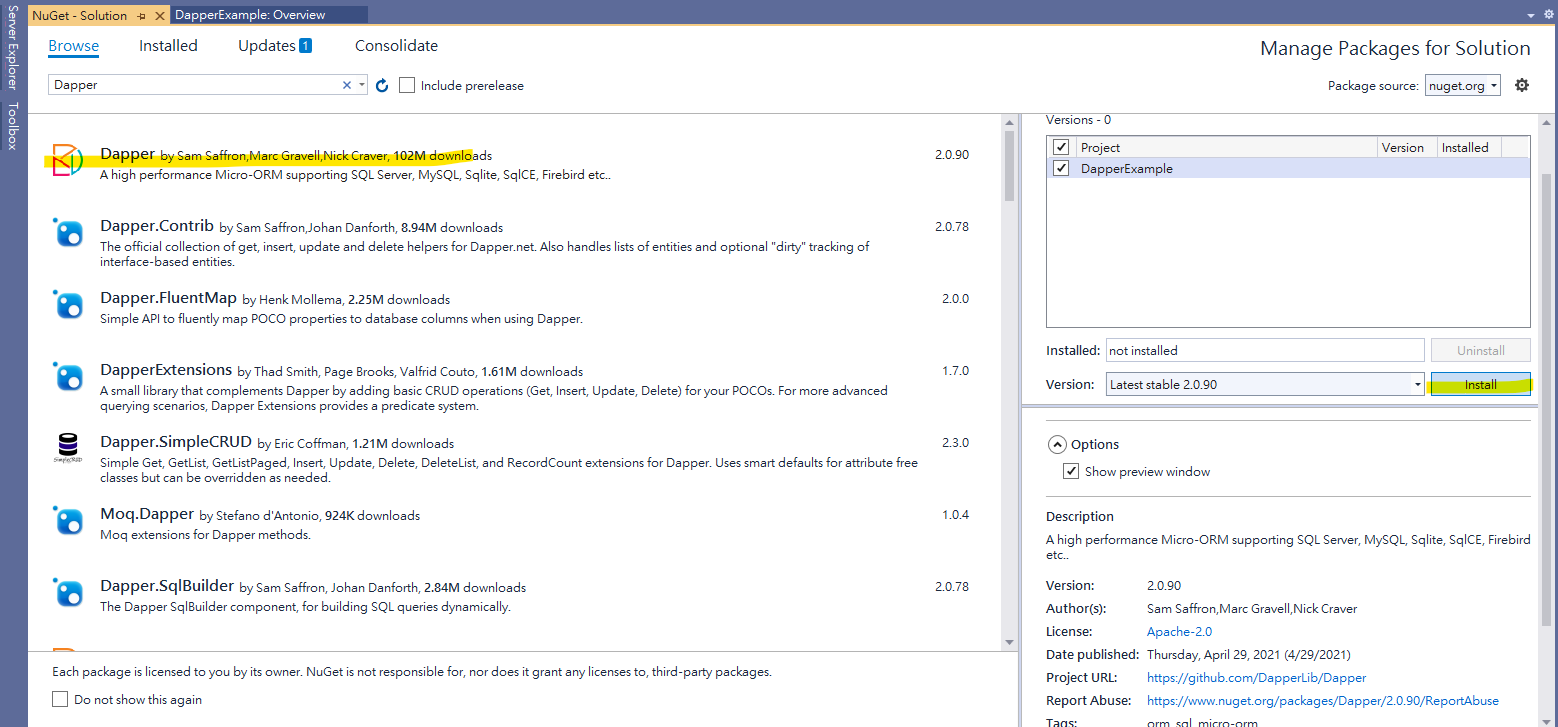 Server Explorer
Toolbox
NuGet - Solution
DapperExample: Overview
Browse
Installed
Updates 1
Consolidate
Manage Packages for Solution
Dapper
Include prerelease
Package source: nuget.org
Dapper by Sam Saffron,Marc Gravell,Nick Craver, 102M downloads 2.0.90
A high performance Micro-ORM supporting SQL Server, MySQL, Sqlite, SqlCE, Firebird etc..
Dapper.Contrib by Sam Saffron,Johan Danforth, 8.94M downloads 2.0.78
The official collection of get, insert, update and delete helpers for Dapper.net. Also handles lists of entities and optional "dirty" tracking of
interface-based entities.
Dapper.FluentMap by Henk Mollema, 2.25M downloads 2.0.0
Simple API to fluently map POCO properties to database columns when using Dapper.
DapperExtensions by Thad Smith, Page Brooks, Valfrid Couto, 1.61M downloads 1.7.0
A small library that complements Dapper by adding basic CRUD operations (Get, Insert, Update, Delete) for your POCOs. For more advanced
querying scenarios, Dapper Extensions provides a predicate system.
SimpleCRUD
Dapper.SimpleCRUD by Eric Coffman, 1.21M downloads 2.3.0
Simple Get, GetList, GetListPaged, Insert, Update, Delete, DeleteList, and RecordCount extensions for Dapper. Uses smart defaults for attribute free
classes but can be overridden as needed.
Moq.Dapper by Stefano d'Antonio, 924K downloads 1.0.4
Moq extensions for Dapper methods.
Dapper.SqlBuilder by Sam Saffron, Johan Danforth, 2.84M downloads 2.0.78
The Dapper SqlBuilder component, for building SQL queries dynamically.
Each package is licensed to you by its owner. NuGet is not responsible for, nor does it grant any licenses to, third-party packages.
Do not show this again
Versions - 0
Project Version Installed
DapperExample
Installed: not installed Uninstall
Version: Latest stable 2.0.90 Install
Options
Show preview window
Description
A high performance Micro-ORM supporting SQL Server, MySQL, Sqlite, SqlCE, Firebird
etc..
Version: 2.0.90
Author(s): Sam Saffron,Marc Gravell,Nick Craver
License: Apache-2.0
Date published: Thursday, April 29, 2021 (4/29/2021)
Project URL: https://github.com/DapperLib/Dapper
Report Abuse: https://www.nuget.org/packages/Dapper/2.0.90/ReportAbuse
Tags: orm, sql, micro-orm